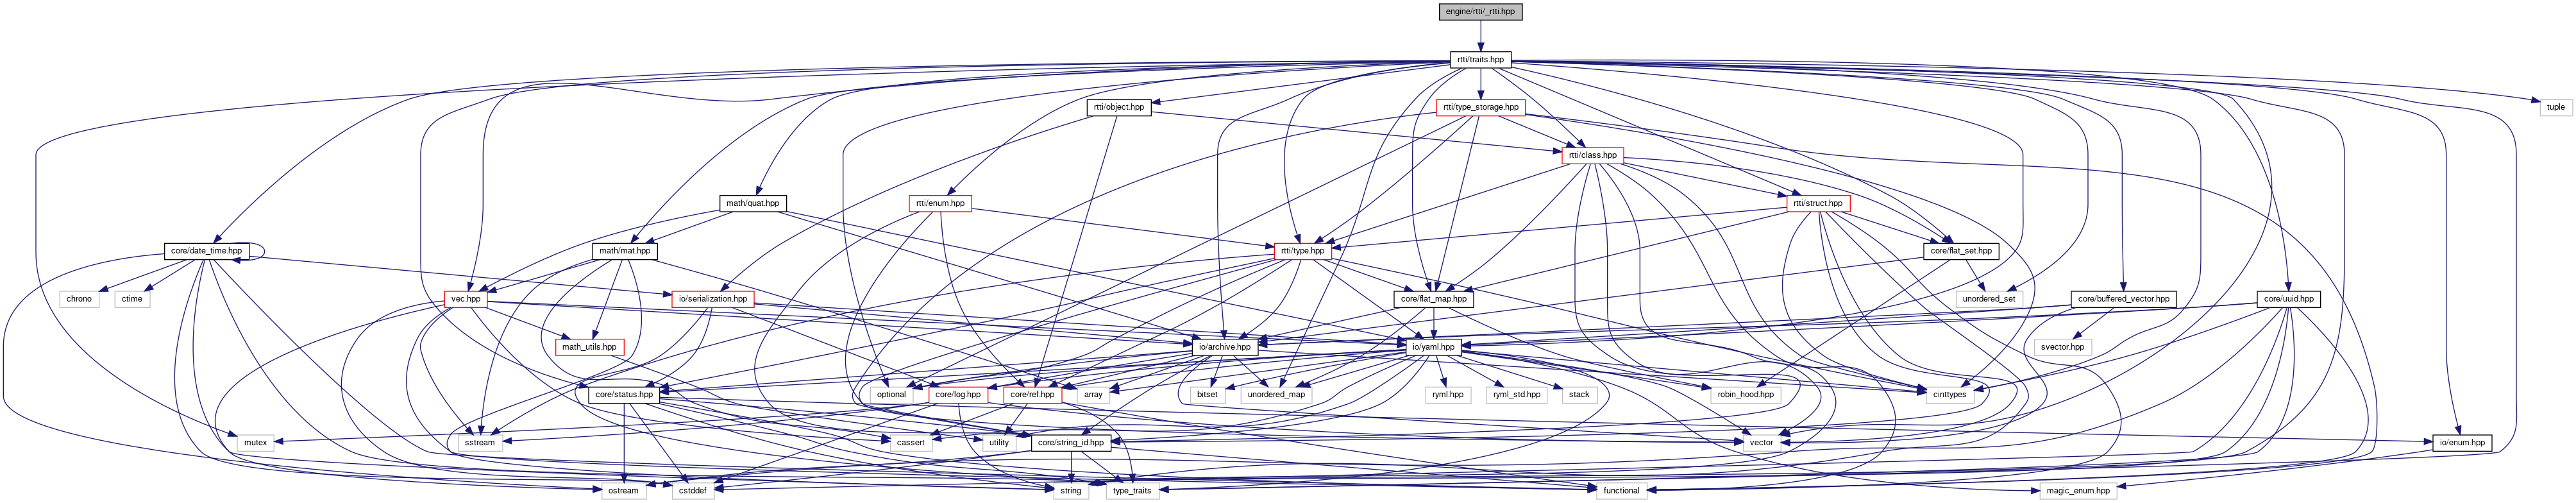 engine/rtti/_rtti.hpp
rtti/traits.hpp
rtti/object.hpp
rtti/type_storage.hpp
tuple
rtti/class.hpp
math/quat.hpp
rtti/enum.hpp
rtti/struct.hpp
core/date_time.hpp
math/mat.hpp
rtti/type.hpp
core/flat_set.hpp
chrono
ctime
vec.hpp
io/serialization.hpp
core/flat_map.hpp
unordered_set
core/buffered_vector.hpp
core/uuid.hpp
math_utils.hpp
io/archive.hpp
io/yaml.hpp
svector.hpp
core/status.hpp
optional
core/log.hpp
core/ref.hpp
array
bitset
unordered_map
ryml.hpp
ryml_std.hpp
stack
robin_hood.hpp
cinttypes
mutex
sstream
cassert
utility
core/string_id.hpp
vector
io/enum.hpp
ostream
cstddef
string
type_traits
functional
magic_enum.hpp